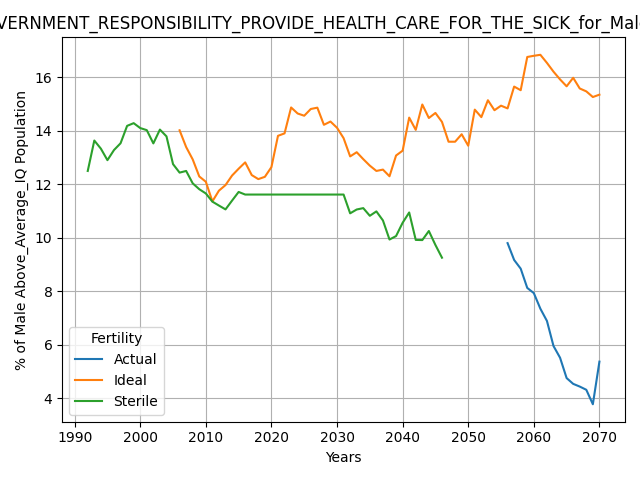 VERNMENT_RESPONSIBILITY_PROVIDE_HEALTH_CARE_FOR_THE_SICK_for_Mal
% of Male Above_Average_IQ Population
16
14
12
10
8
6
4
Fertility
Actual
Ideal
Sterile
1990 2000 2010 2020 2030 2040 2050 2060 2070
Years